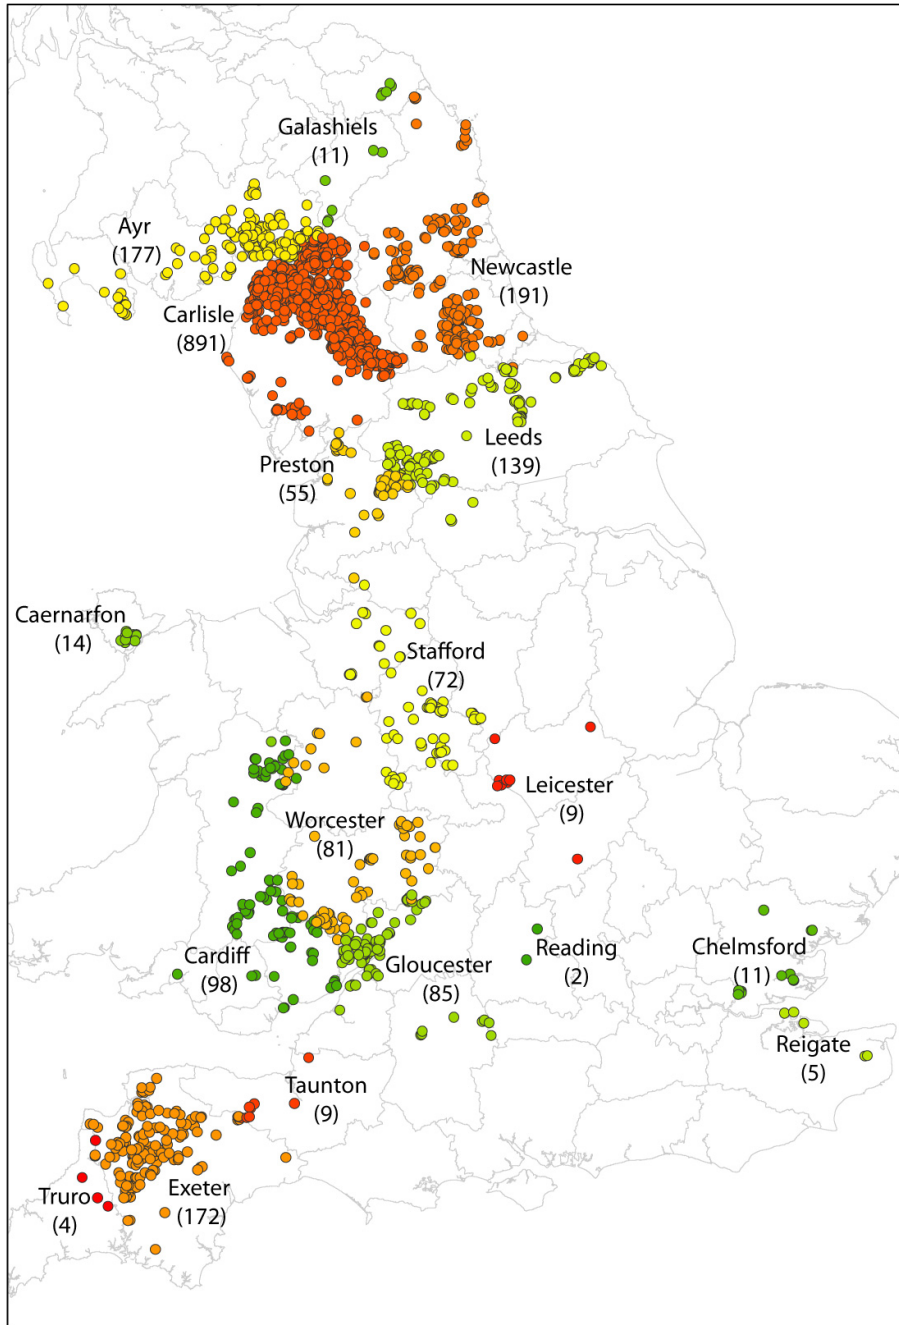 Galashiels
(11)
Ayr
(177)
Newcastle
(191)
Carlisle
(891)
Leeds
(139)
Preston
(55)
Caernarfon
(14)
Stafford
(72)
Leicester
(9)
Worcester
(81)
Cardiff
(98)
Gloucester
(85)
Reading
(2)
Chelmsford
(11)
Reigate
(5)
Taunton
(9)
Exeter
(172)
Truro
(4)